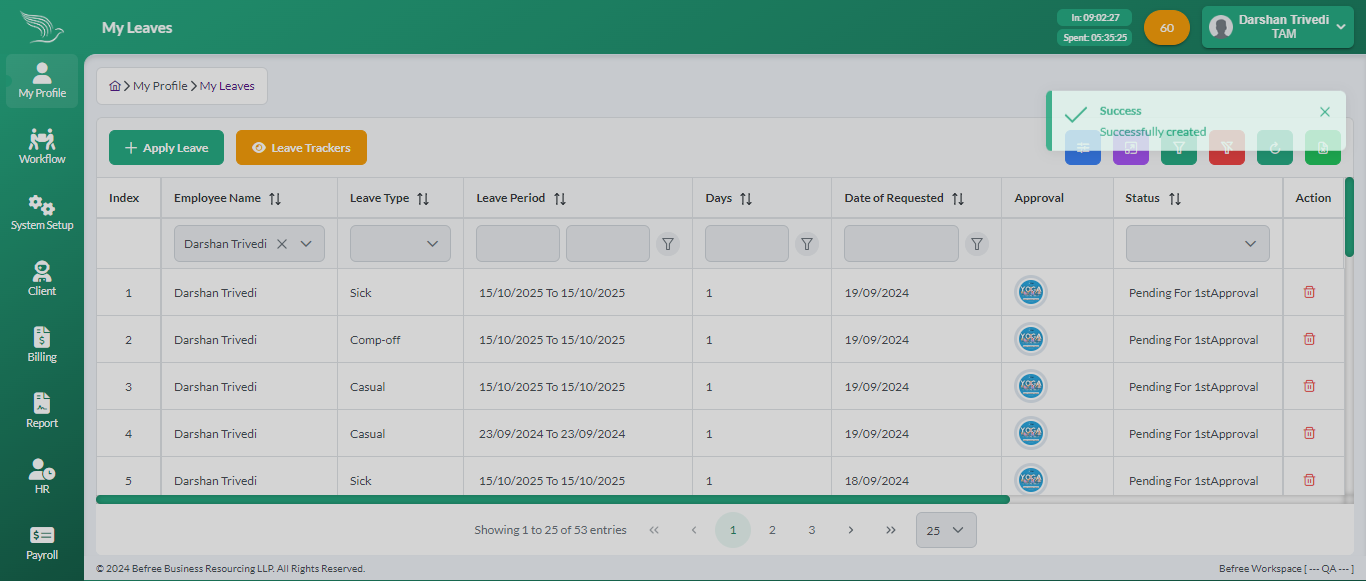 My Leaves
In: 09:02:27
Spent: 05:35:25
60
Darshan Trivedi
TAM
My Profile
Workflow
System Setup
Client
Billing
Report
HR
Payroll
My Profile My Leaves
Success
Successfully created
Apply Leave
Leave Trackers
Index Employee Name Leave Type Leave Period Days Date of Requested Approval Status Action
Darshan Trivedi
1 Darshan Trivedi Sick 15/10/2025 To 15/10/2025 1 19/09/2024 YOGA Pending For 1stApproval
2 Darshan Trivedi Comp-off 15/10/2025 To 15/10/2025 1 19/09/2024 YOGA Pending For 1stApproval
3 Darshan Trivedi Casual 15/10/2025 To 15/10/2025 1 19/09/2024 YOGA Pending For 1stApproval
4 Darshan Trivedi Casual 23/09/2024 To 23/09/2024 1 19/09/2024 YOGA Pending For 1stApproval
5 Darshan Trivedi Sick 15/10/2025 To 15/10/2025 1 18/09/2024 YOGA Pending For 1stApproval
Showing 1 to 25 of 53 entries « ‹ 1 2 3 › » 25
© 2024 Befree Business Resourcing LLP. All Rights Reserved.
Befree Workspace [ --- QA --- ]